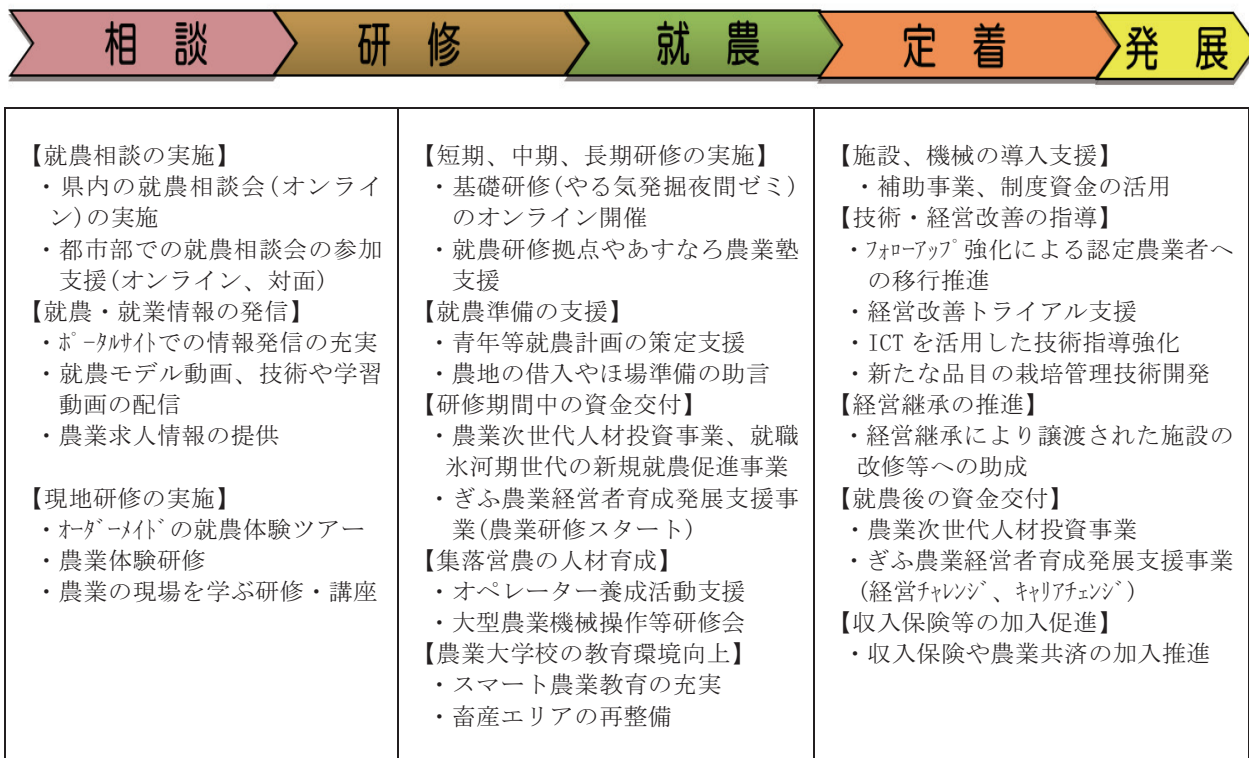 相談
研修
就農
定着
発展
【就農相談の実施】
・県内の就農相談会(オンライ
ン)の実施
・都市部での就農相談会の参加
支援(オンライン、対面)
【就農・就業情報の発信】
・ﾎﾟｰﾀﾙｻｲﾄでの情報発信の充実
・就農モデル動画、技術や学習
動画の配信
・農業求人情報の提供
【現地研修の実施】
・ｵｰﾀﾞｰﾒｲﾄﾞの就農体験ツアー
・農業体験研修
・農業の現場を学ぶ研修・講座
【短期、中期、長期研修の実施】
・基礎研修(やる気発掘夜間ゼミ)
のオンライン開催
・就農研修拠点やあすなろ農業塾
支援
【就農準備の支援】
・青年等就農計画の策定支援
・農地の借入やほ場準備の助言
【研修期間中の資金交付】
・農業次世代人材投資事業、就職
氷河期世代の新規就農促進事業
・ぎふ農業経営者育成発展支援事
業(農業研修スタート)
【集落営農の人材育成】
・オペレーター養成活動支援
・大型農業機械操作等研修会
【農業大学校の教育環境向上】
・スマート農業教育の充実
・畜産エリアの再整備
【施設、機械の導入支援】
・補助事業、制度資金の活用
【技術・経営改善の指導】
・ﾌｫﾛｰｱｯﾌﾟ強化による認定農業者へ
の移行推進
・経営改善トライアル支援
・ICTを活用した技術指導強化
・新たな品目の栽培管理技術開発
【経営継承の推進】
・経営継承により譲渡された施設の
改修等への助成
【就農後の資金交付】
・農業次世代人材投資事業
・ぎふ農業経営者育成発展支援事業
(経営ﾁｬﾚﾝｼﾞ、ｷｬﾘｱﾁｪﾝｼﾞ)
【収入保険等の加入促進】
・収入保険や農業共済の加入推進